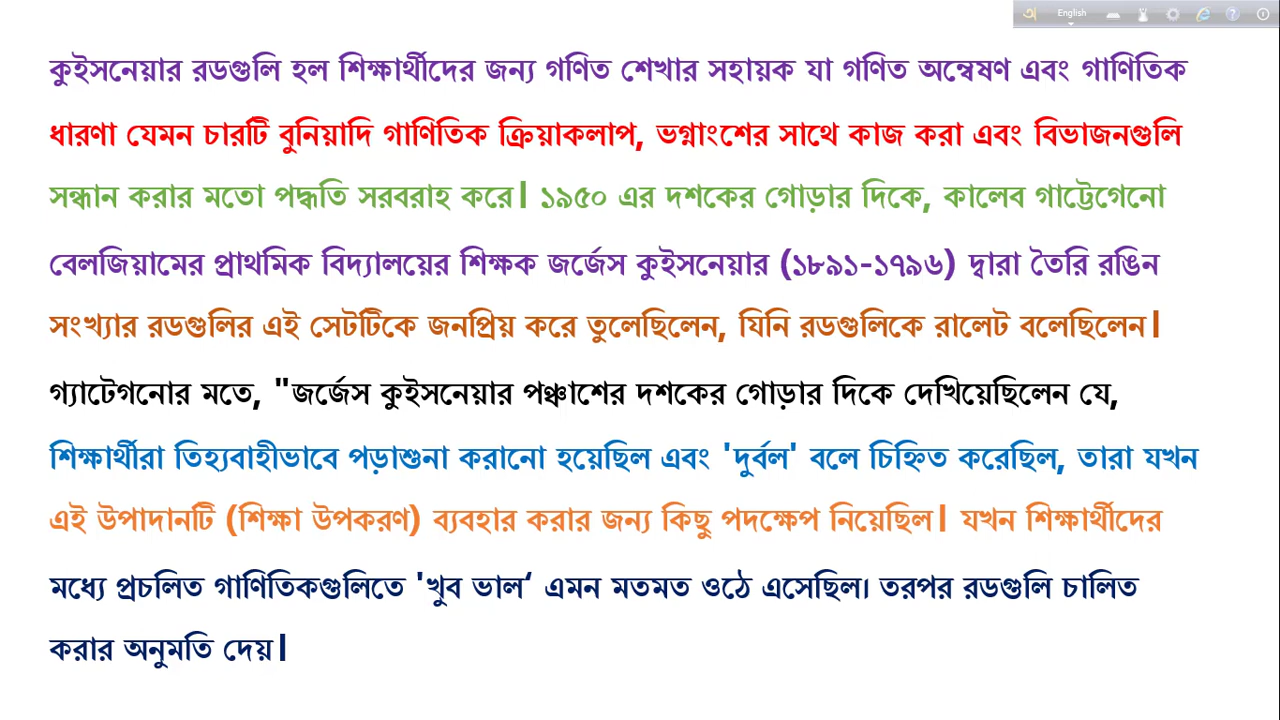 অ English
কুইসনেয়ার রডগুলি হল শিক্ষার্থীদের জন্য গণিত শেখার সহায়ক যা গণিত অন্বেষণ এবং গাণিতিক
ধারণা যেমন চারটি বুনিয়াদি গাণিতিক ক্রিয়াকলাপ, ভগ্নাংশের সাথে কাজ করা এবং বিভাজনগুলি
সন্ধান করার মতো পদ্ধতি সরবরাহ করে| ১৯৫০ এর দশকের গোড়ার দিকে, কালেব গাট্টেগেনো
বেলজিয়ামের প্রাথমিক বিদ্যালয়ের শিক্ষক জর্জেস কুইসনেয়ার (১৮৯১-১৭৯৬) দ্বারা তৈরি রঙিন
সংখ্যার রডগুলির এই সেটটিকে জনপ্রিয় করে তুলেছিলেন, যিনি রডগুলিকে রালেট বলেছিলেন|
গ্যাটেগনোর মতে, "জর্জেস কুইসনেয়ার পঞ্চাশের দশকের গোড়ার দিকে দেখিয়েছিলেন যে,
শিক্ষার্থীরা তিহ্যবাহীভাবে পড়াশুনা করানো হয়েছিল এবং 'দুর্বল' বলে চিহ্নিত করেছিল, তারা যখন
এই উপাদানটি (শিক্ষা উপকরণ) ব্যবহার করার জন্য কিছু পদক্ষেপ নিয়েছিল| যখন শিক্ষার্থীদের
মধ্যে প্রচলিত গাণিতিকগুলিতে 'খুব ভাল‘ এমন মতমত ওঠে এসেছিল। তরপর রডগুলি চালিত
করার অনুমতি দেয়|